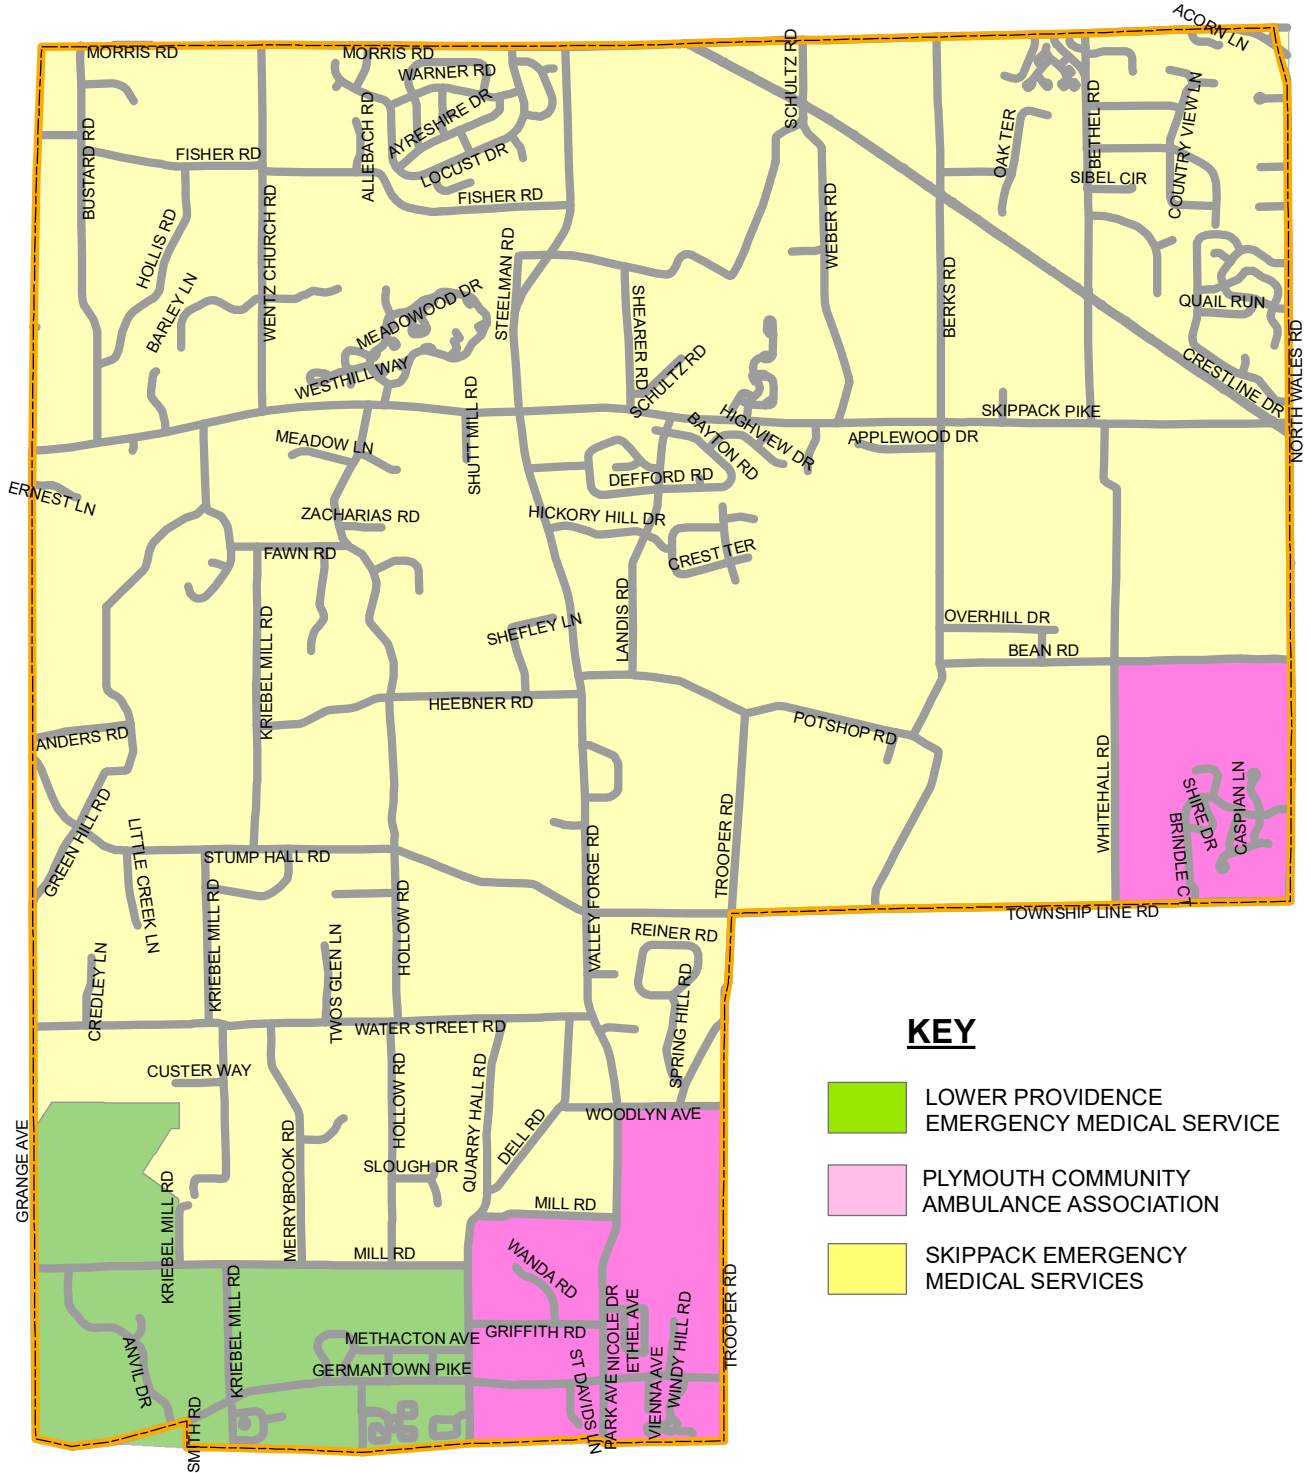 ACORN LN
MORRIS RD
MORRIS RD
SCHULTZ RD
WARNER RD
AYRESHIRE DR
ALLEBACH RD
LOCUST DR
BUSTARD RD
FISHER RD
FISHER RD
OAK TER
BETHEL RD
COUNTRY VIEW LN
SIBEL CIR
HOLLIS RD
WENTZ CHURCH RD
BARLEY LN
STEELMAN RD
WEBER RD
BERKS RD
MEADOWOOD DR
SHEARER RD
QUAIL RUN
NORTH WALES RD
CRESTLINE DR
WESTHILL WAY
SCHULTZ RD
SHUTT MILL RD
SKIPPACK PIKE
HIGHVIEW DR
BAYTON RD
APPLEWOOD DR
MEADOW LN
DEFFORD RD
ERNEST LN
ZACHARIAS RD
HICKORY HILL DR
FAWN RD
CREST TER
LANDIS RD
SHEFLEY LN
OVERHILL DR
BEAN RD
KRIEBEL MILL RD
HEEBNER RD
ANDERS RD
POTSHOP RD
WHITEHALL RD
TROOPER RD
SHIRE DR
CASPIAN LN
BRINDLE CT
GREEN HILL RD
LITTLE CREEK LN
STUMP HALL RD
VALLEY FORGE RD
KRIEBEL MILL RD
HOLLOW RD
TOWNSHIP LINE RD
REINER RD
CREDLEY LN
TWOS GLEN LN
SPRING HILL RD
WATER STREET RD
KEY
CUSTER WAY
HOLLOW RD
QUARRY HALL RD
LOWER PROVIDENCE
EMERGENCY MEDICAL SERVICE
WOODLYN AVE
DELL RD
GRANGE AVE
MERRYBROOK RD
SLOUGH DR
KRIEBEL MILL RD
PLYMOUTH COMMUNITY
AMBULANCE ASSOCIATION
MILL RD
MILL RD
SKIPPACK EMERGENCY
MEDICAL SERVICES
WANDA RD
KRIEBEL MILL RD
NICOLE DR
ETHEL AVE
WINDY HILL RD
TROOPER RD
GRIFFITH RD
METHACTON AVE
ANVIL DR
GERMANTOWN PIKE
ST DAVIDS LN
PARK AVE
VIENNA AVE
SMITH RD